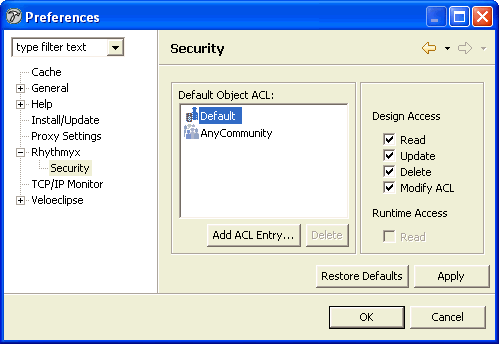 Preferences
type filter text
Security
Cache
General
Help
Install/Update
Proxy Settings
Rhythmyx
Security
TCP/IP Monitor
Veloeclipse
Default Object ACL:
Default
AnyCommunity
Add ACL Entry...
Delete
Design Access
Read
Update
Delete
Modify ACL
Runtime Access
Read
Restore Defaults
Apply
OK
Cancel